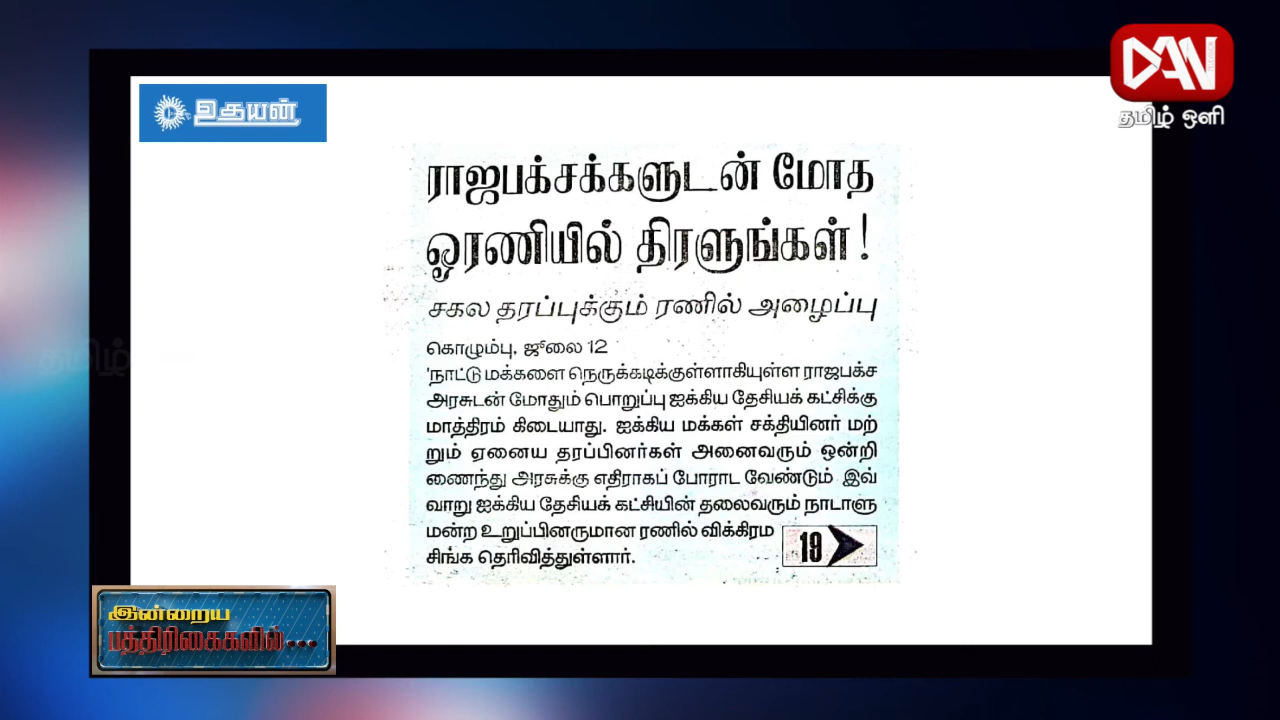 உதயன்
DAN
தமிழ் ஒளி
ராஜபக்சக்களுடன் மோத
ஓரணியில் திரளுங்கள்!
சகல தரப்புக்கும் ரணில் அழைப்பு
கொழும்பு, ஜூலை 12
'நாட்டு மக்களை நெருக்கடிக்குள்ளாகியுள்ள ராஜபக்ச
அரசுடன் மோதும் பொறுப்பு ஐக்கிய தேசியக் கட்சிக்கு
மாத்திரம் கிடையாது. ஐக்கிய மக்கள் சக்தியினர் மற்
றும் ஏனைய தரப்பினர்கள் அனைவரும் ஒன்றி
ணைந்து அரசுக்கு எதிராகப் போராட வேண்டும் இவ்
வாறு ஐக்கிய தேசியக் கட்சியின் தலைவரும் நாடாளு
மன்ற உறுப்பினருமான ரணில் விக்கிரம
சிங்க தெரிவித்துள்ளார்.
19
தமிழ்
இன்றைய
பத்திரிகைகளில்...